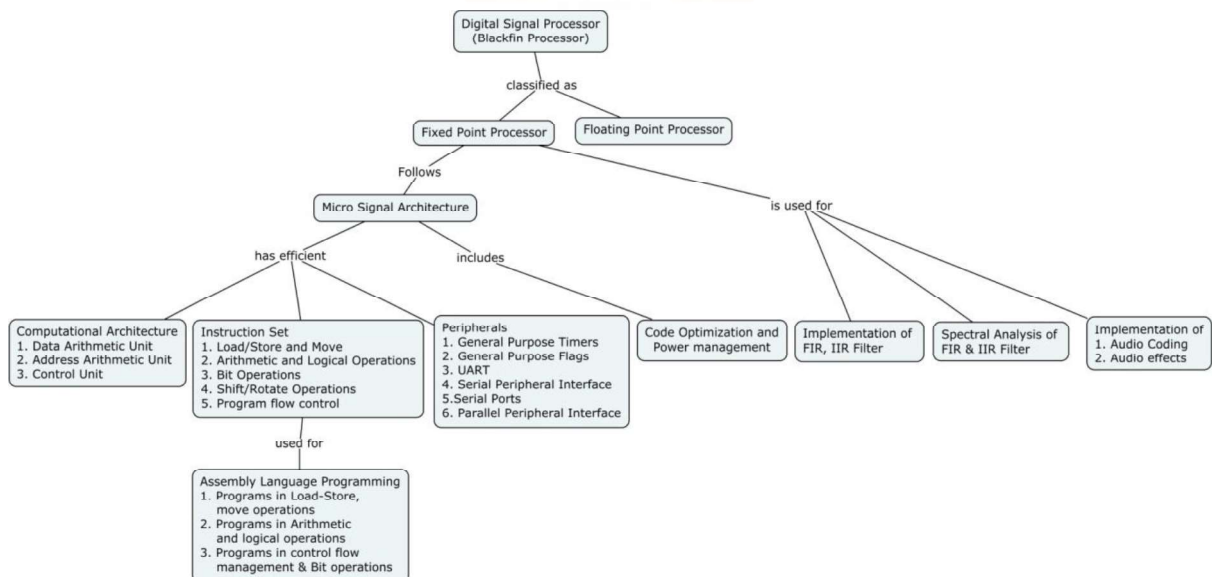 Digital Signal Processor
(Blackfin Processor)
classified as
Fixed Point Processor
Floating Point Processor
Follows
Micro Signal Architecture
is used for
has efficient
includes
Computational Architecture
1. Data Arithmetic Unit
2. Address Arithmetic Unit
3. Control Unit
Instruction Set
1. Load/Store and Move
2. Arithmetic and Logical Operations
3. Bit Operations
4. Shift/Rotate Operations
5. Program flow control
Peripherals
1. General Purpose Timers
2. General Purpose Flags
3. UART
4. Serial Peripheral Interface
5.Serial Ports
6. Parallel Peripheral Interface
Code Optimization and
Power management
Implementation of
FIR, IIR Filter
Spectral Analysis of
FIR & IIR Filter
Implementation of
1. Audio Coding
2. Audio effects
used for
Assembly Language Programming
1. Programs in Load-Store,
move operations
2. Programs in Arithmetic
and logical operations
3. Programs in control flow
management & Bit operations